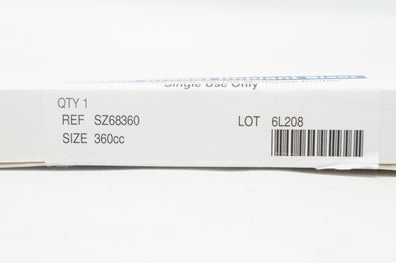 Single Use Only
QTY 1
REF SZ68360 LOT 6L208
SIZE 360cc